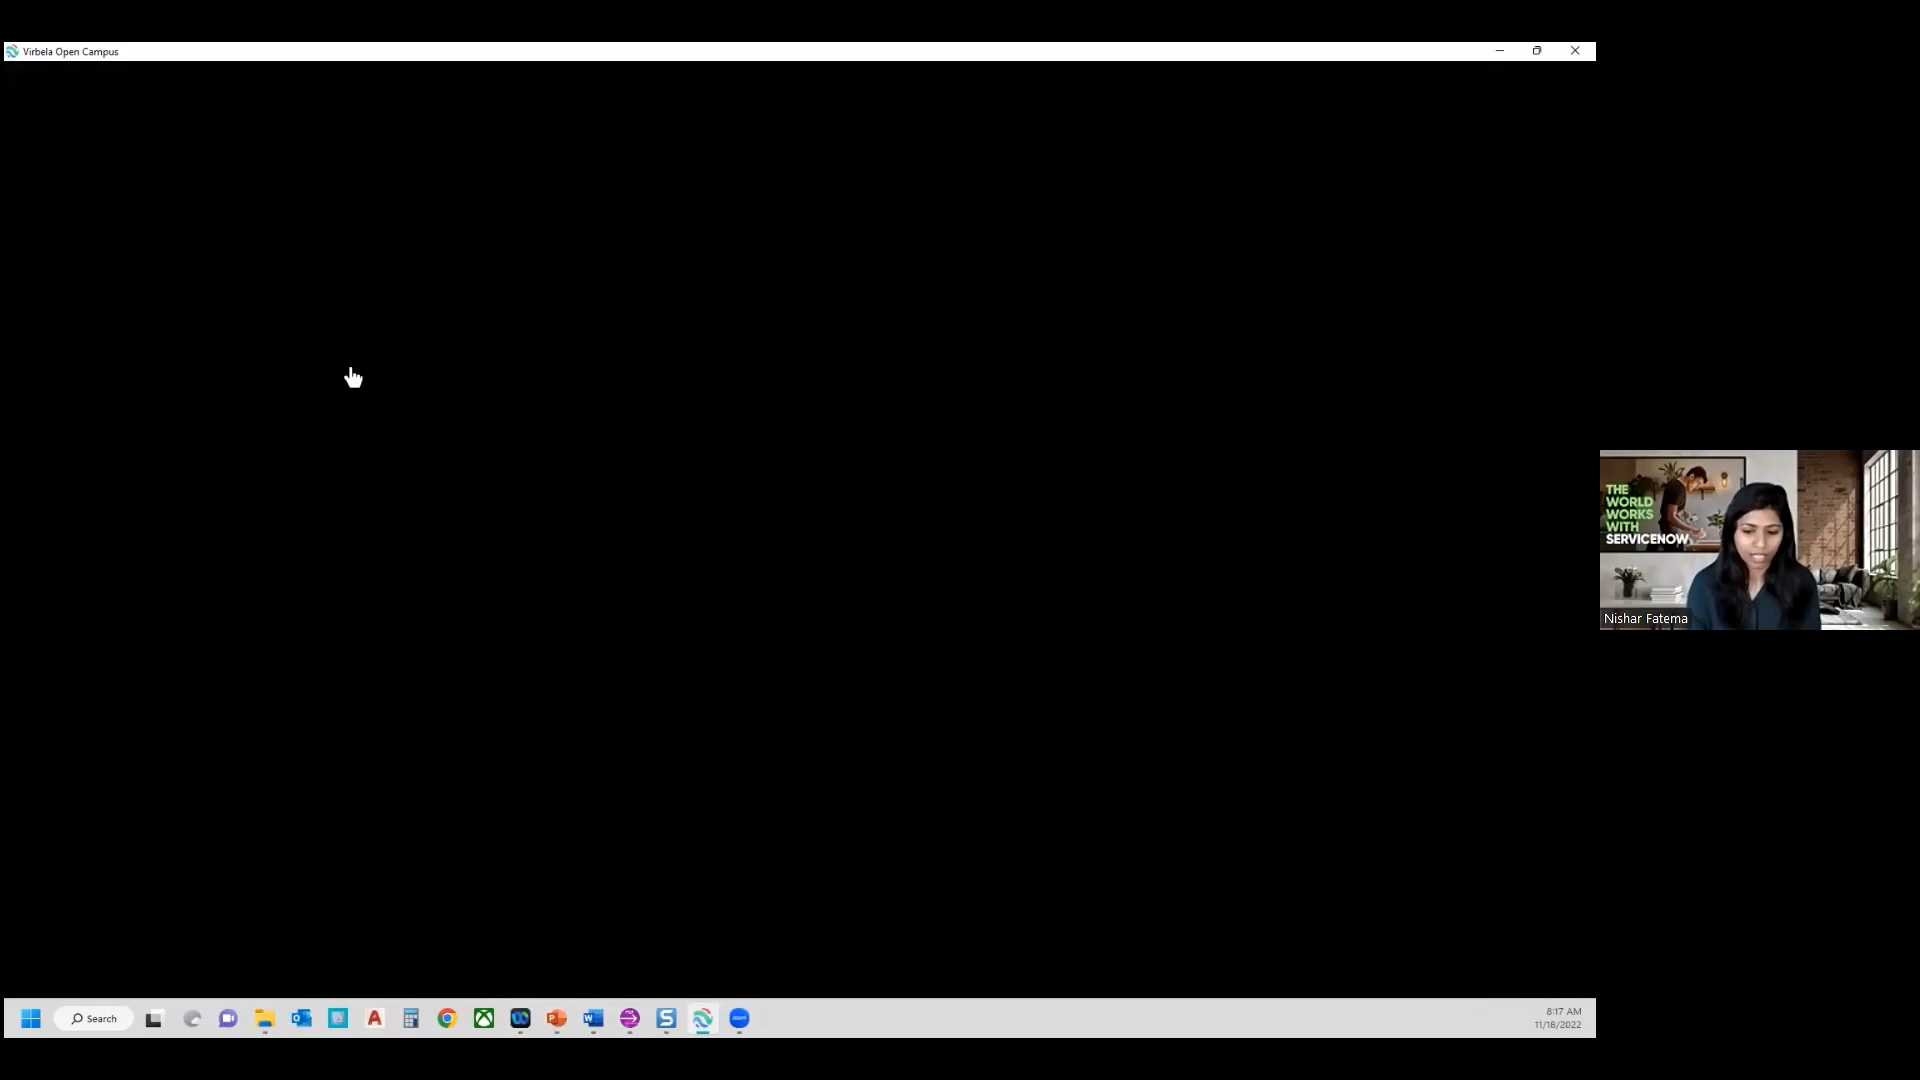 Virbela Open Campus
THE
WORLD
WORKS
WITH
SERVICENOW
Nishar Fatema
Search
8:17 AM
11/18/2022